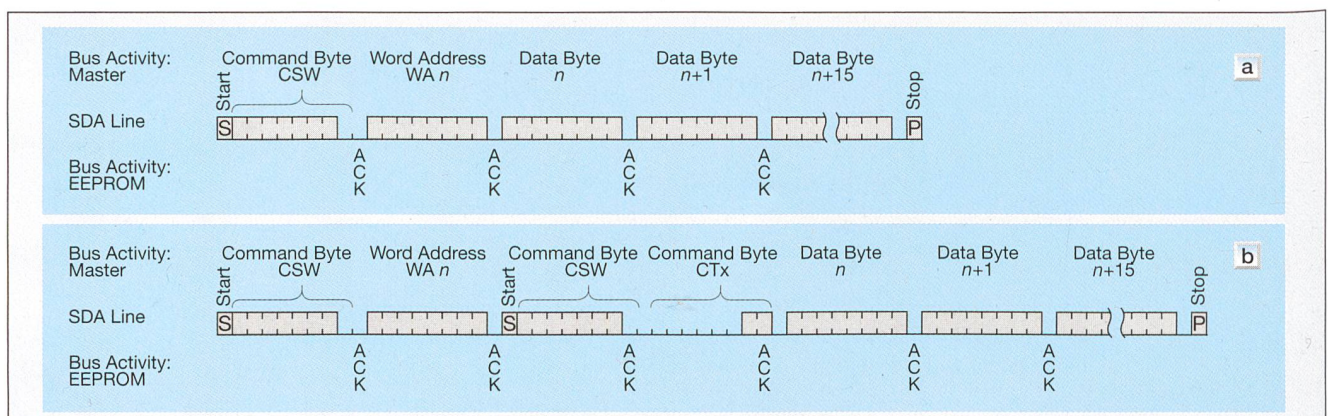 a
Bus Activity: Master
Command Byte CSW
Word Address WA n
Data Byte n
Data Byte n+1
Data Byte n+15
Start
Stop
SDA Line
S
P
Bus Activity: EEPROM
ACK
ACK
ACK
ACK
b
Bus Activity: Master
Command Byte CSW
Word Address WA n
Command Byte CSW
Command Byte CTx
Data Byte n
Data Byte n+1
Data Byte n+15
Start
Start
Stop
SDA Line
S
S
P
Bus Activity: EEPROM
ACK
ACK
ACK
ACK
ACK
ACK